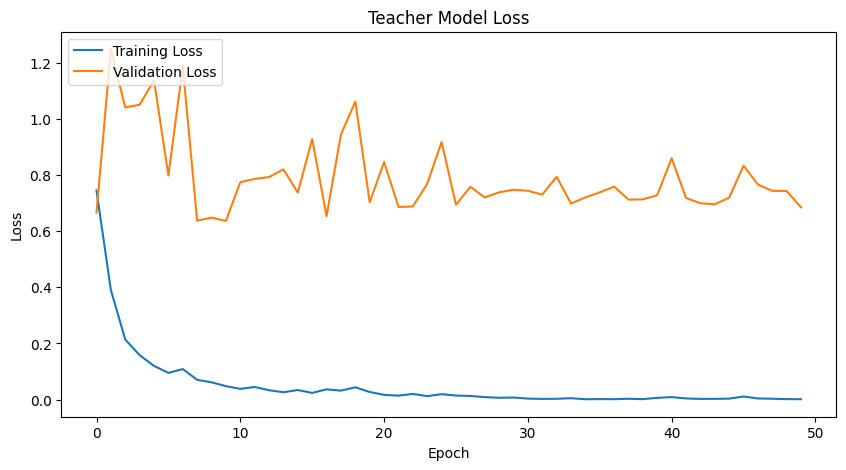 Teacher Model Loss
Training Loss
Validation Loss
Loss
1.2
1.0
0.8
0.6
0.4
0.2
0.0
0 10 20 30 40 50
Epoch